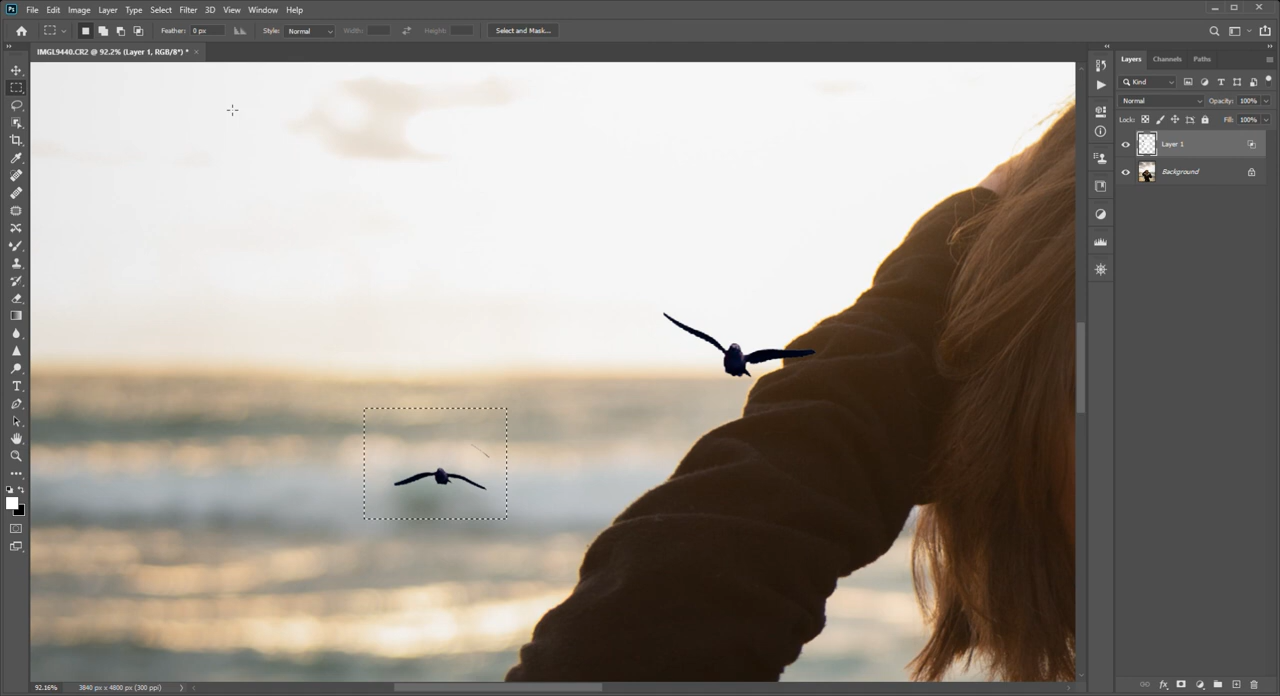 Ps File Edit Image Layer Type Select Filter 3D View Window Help
Feather: 0 px Style: Normal Width: Height: Select and Mask...
IMGL9440.CR2 @ 92.2% (Layer 1, RGB/8*) * ×
Layers Channels Paths
Kind
Normal Opacity: 100%
Lock: Fill: 100%
Layer 1
Background
92.16% 3840 px x 4800 px (300 ppi)